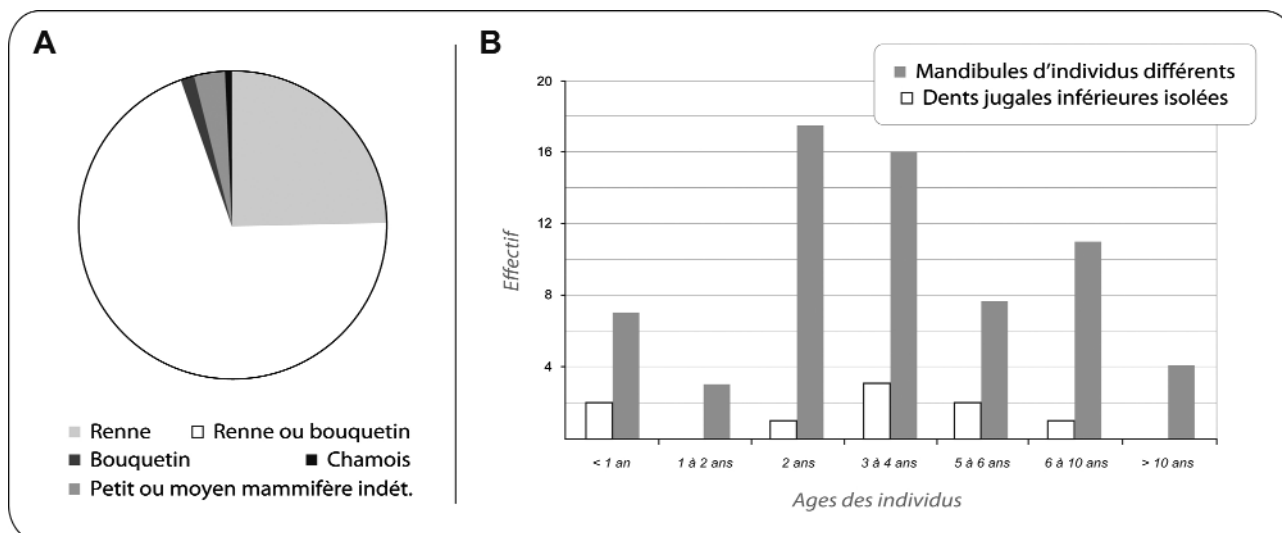 A
Renne Renne ou bouquetin
Bouquetin Chamois
Petit ou moyen mammifère indét.
B
Mandibules d'individus différents
Dents jugales inférieures isolées
Effectif
20
16
12
8
4
< 1 an 1 à 2 ans 2 ans 3 à 4 ans 5 à 6 ans 6 à 10 ans > 10 ans
Ages des individus